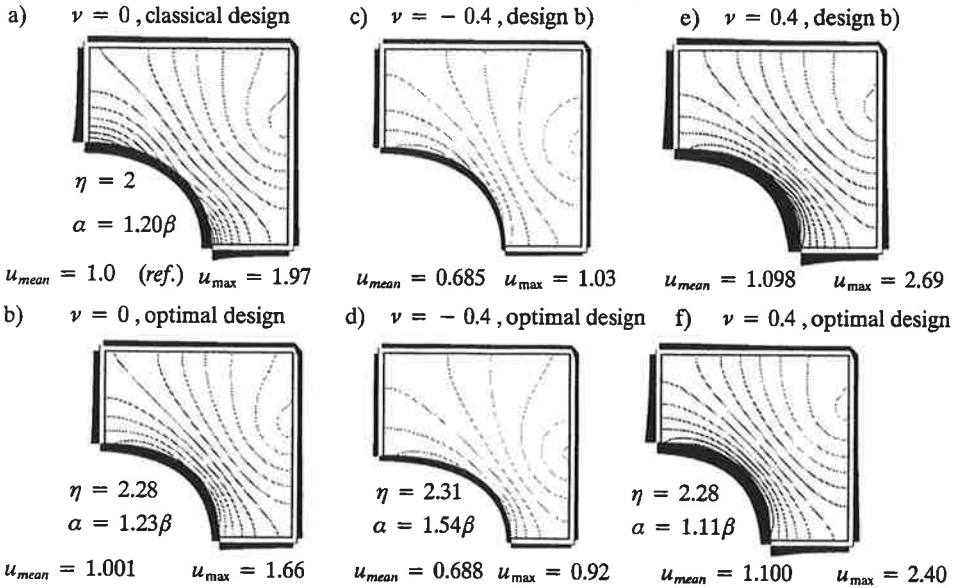 a) ν = 0 , classical design
η = 2
α = 1.20β
u_mean = 1.0 (ref.) u_max = 1.97
c) ν = − 0.4 , design b)
u_mean = 0.685 u_max = 1.03
e) ν = 0.4 , design b)
u_mean = 1.098 u_max = 2.69
b) ν = 0 , optimal design
η = 2.28
α = 1.23β
u_mean = 1.001 u_max = 1.66
d) ν = − 0.4 , optimal design
η = 2.31
α = 1.54β
u_mean = 0.688 u_max = 0.92
f) ν = 0.4 , optimal design
η = 2.28
α = 1.11β
u_mean = 1.100 u_max = 2.40